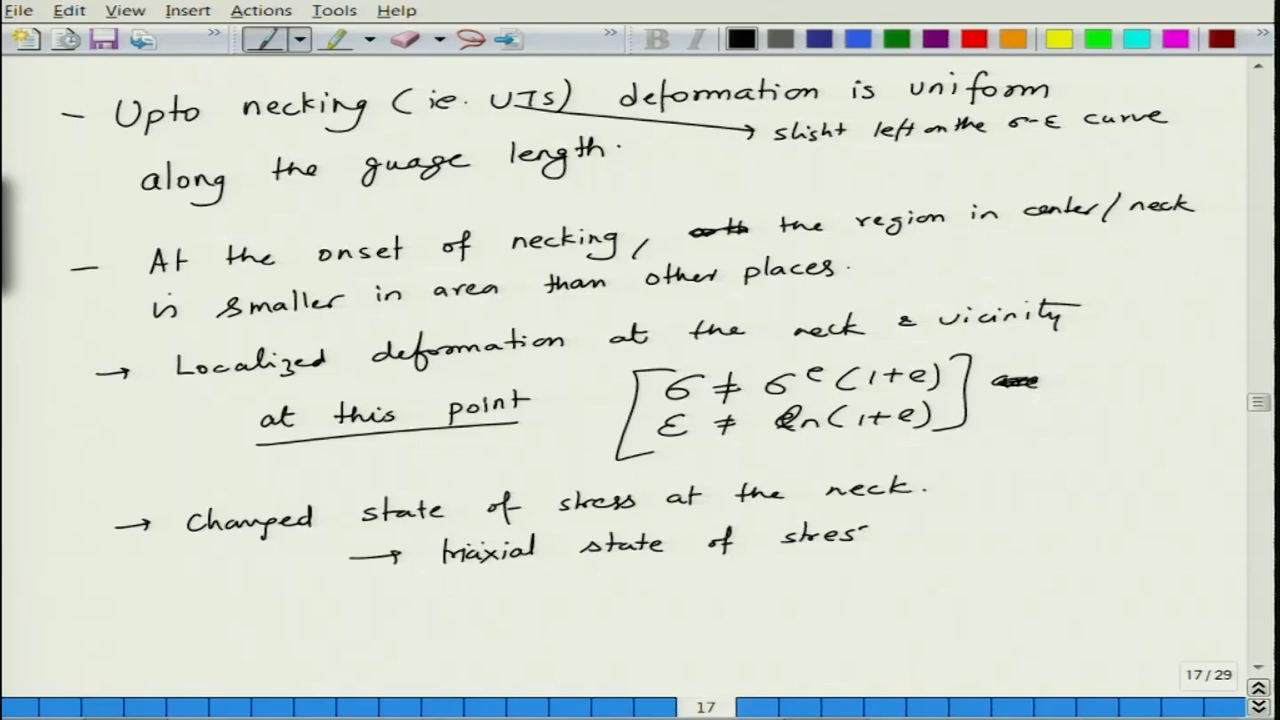 File Edit View Insert Actions Tools Help
B I
- Upto necking (ie. UTS) deformation is uniform
→ slight left on the σ-ε curve
along the guage length.
- At the onset of necking, the region in center/neck
is smaller in area than other places.
→ Localized deformation at the neck & vicinity
at this point [σ ≠ σe(1+e)
ε ≠ ln(1+e)]
→ Changed state of stress at the neck.
→ triaxial state of stres
17 / 29
17